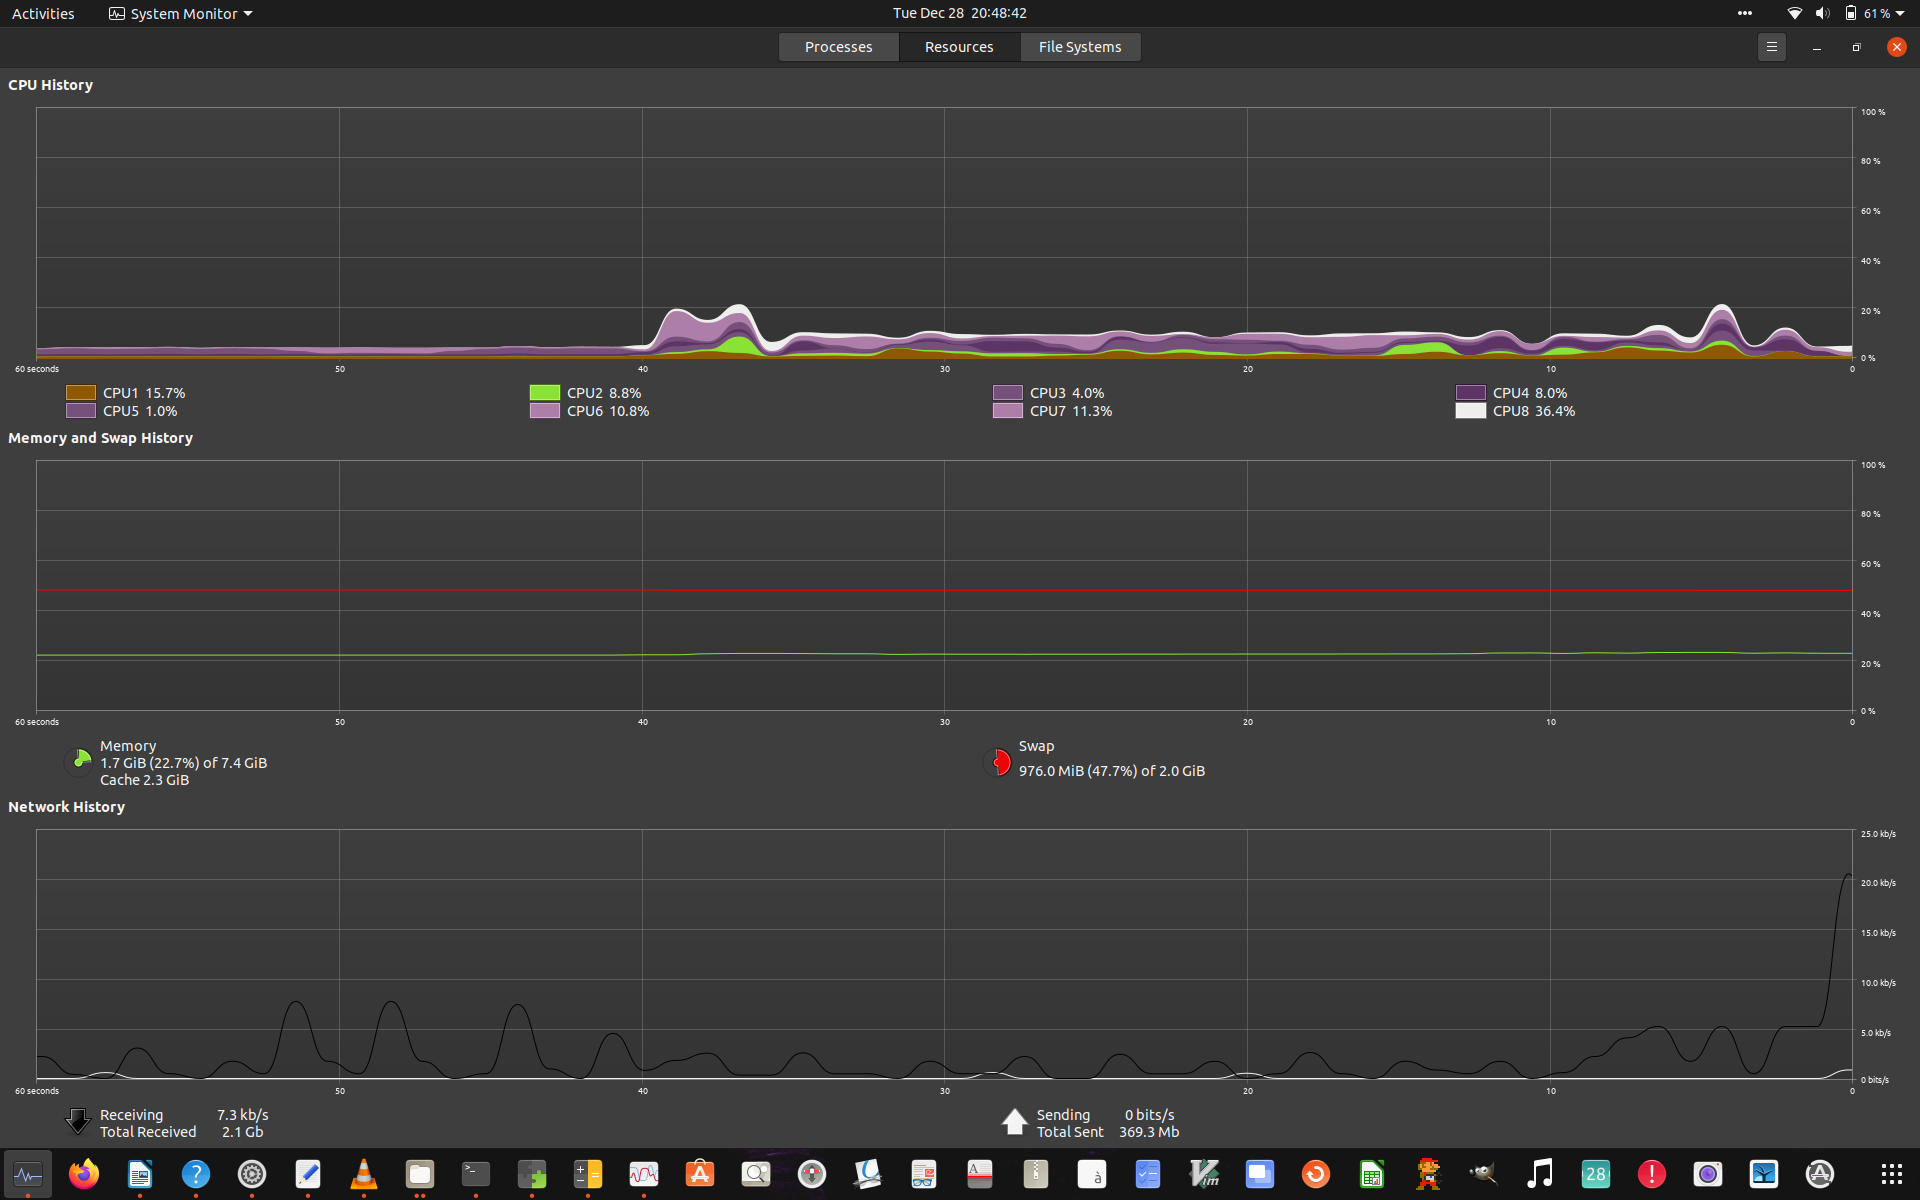 Activities System Monitor Tue Dec 28 20:48:42 61 %
Processes Resources File Systems
CPU History
100 %
80 %
60 %
40 %
20 %
0 %
60 seconds 50 40 30 20 10 0
CPU1 15.7% CPU2 8.8% CPU3 4.0% CPU4 8.0%
CPU5 1.0% CPU6 10.8% CPU7 11.3% CPU8 36.4%
Memory and Swap History
100 %
80 %
60 %
40 %
20 %
0 %
60 seconds 50 40 30 20 10 0
Memory
1.7 GiB (22.7%) of 7.4 GiB
Cache 2.3 GiB
Swap
976.0 MiB (47.7%) of 2.0 GiB
Network History
25.0 kb/s
20.0 kb/s
15.0 kb/s
10.0 kb/s
5.0 kb/s
0 bits/s
60 seconds 50 40 30 20 10 0
Receiving 7.3 kb/s
Total Received 2.1 Gb
Sending 0 bits/s
Total Sent 369.3 Mb
? >_ A A à Vim 28 ! A